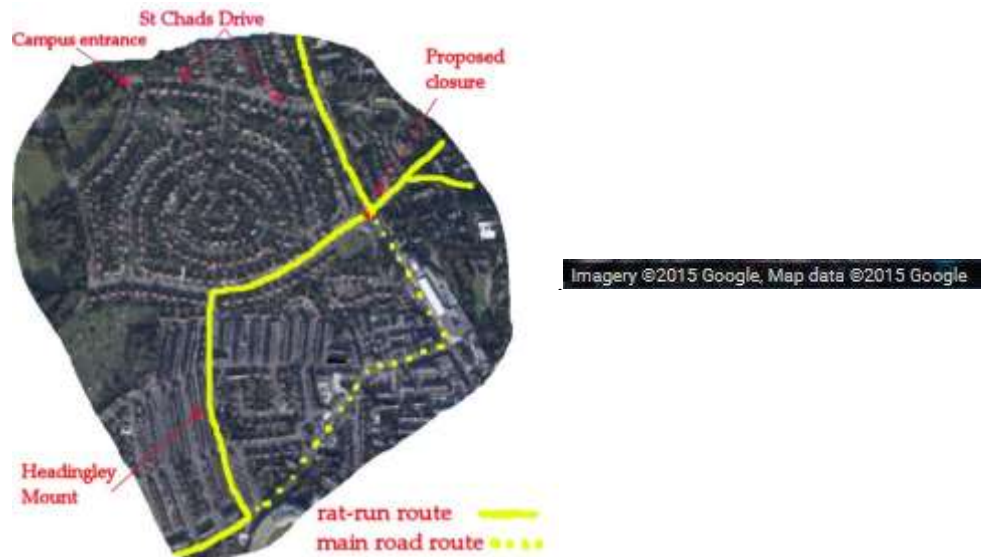 St Chads Drive
Campus entrance
Proposed
closure
Imagery ©2015 Google, Map data ©2015 Google
Headingley
Mount
rat-run route
main road route